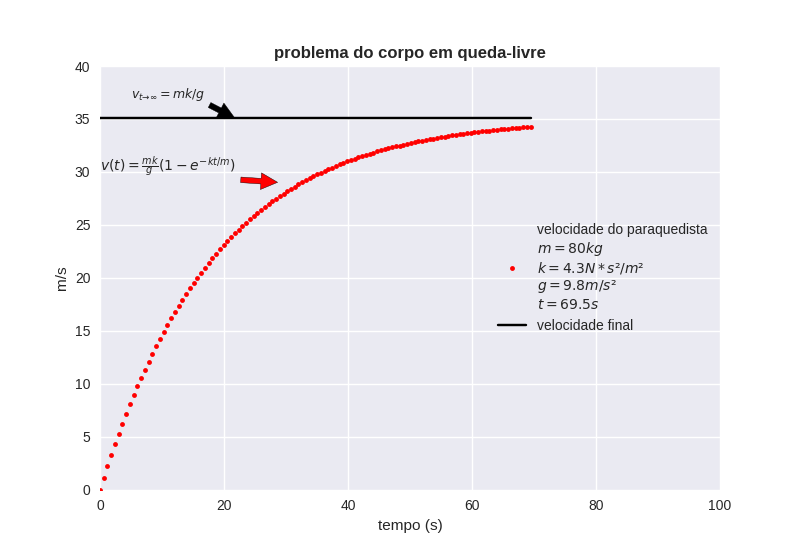 problema do corpo em queda-livre
40
35
30
25
20
15
10
5
0
m/s
v_{t→∞} = mk/g
v(t) = \frac{mk}{g}(1 − e^{−kt/m})
velocidade do paraquedista
m = 80kg
k = 4.3N * s²/m²
g = 9.8m/s²
t = 69.5s
velocidade final
0 20 40 60 80 100
tempo (s)